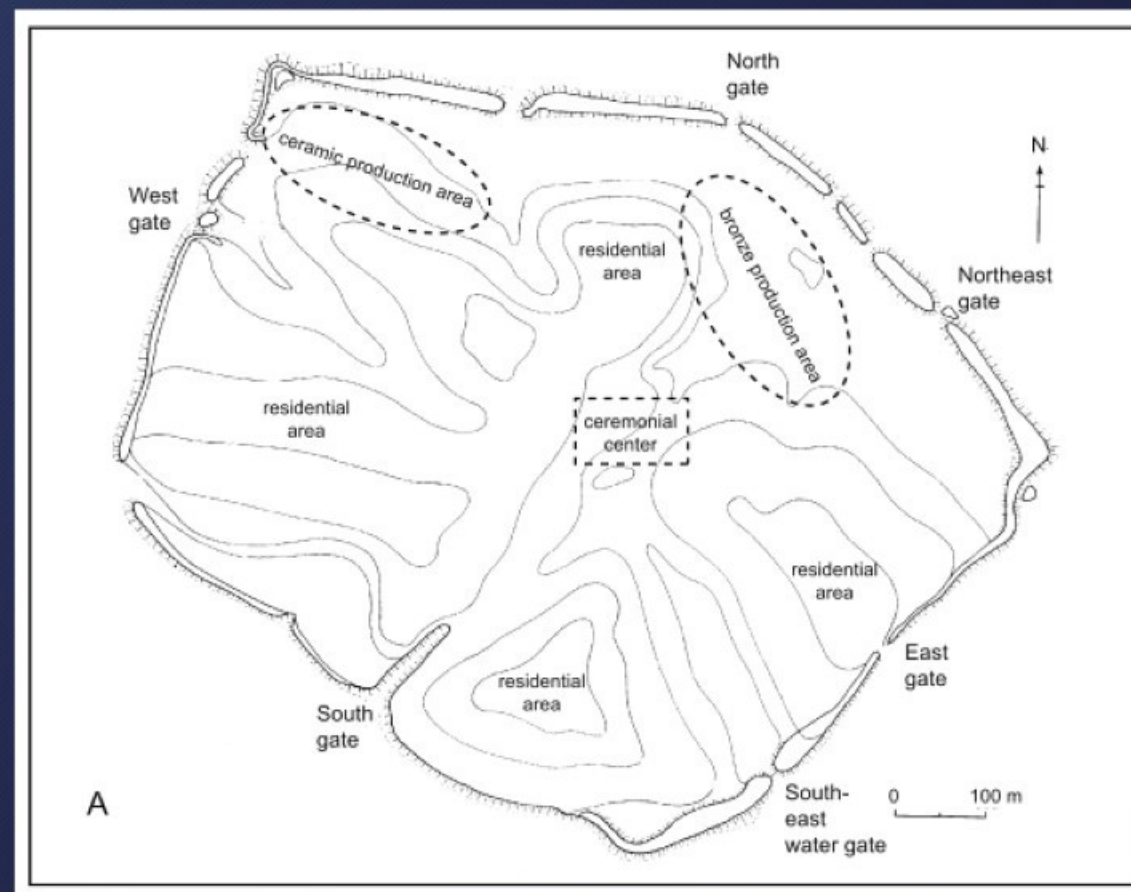 North
gate
N
ceramic production area
West
gate
residential
area
bronze production area
Northeast
gate
residential
area
ceremonial
center
residential
area
East
gate
residential
area
South
gate
A
South-
east
water gate
0 100 m